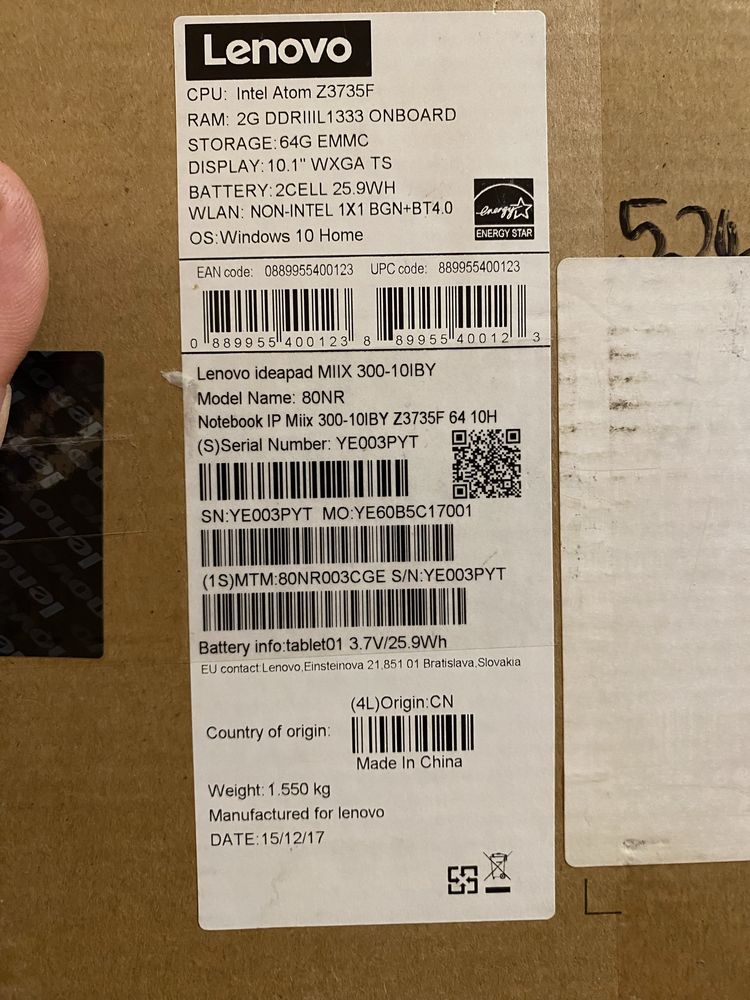 Lenovo
CPU: Intel Atom Z3735F
RAM: 2G DDRIIIL1333 ONBOARD
STORAGE:64G EMMC
DISPLAY:10.1" WXGA TS
BATTERY:2CELL 25.9WH
WLAN: NON-INTEL 1X1 BGN+BT4.0
OS:Windows 10 Home
energy
ENERGY STAR
EAN code: 0889955400123 UPC code: 889955400123
0 889955 400123 8 89955 40012 3
Lenovo ideapad MIIX 300-10IBY
Model Name: 80NR
Notebook IP Miix 300-10IBY Z3735F 64 10H
(S)Serial Number: YE003PYT
SN:YE003PYT MO:YE60B5C17001
(1S)MTM:80NR003CGE S/N:YE003PYT
Battery info:tablet01 3.7V/25.9Wh
EU contact:Lenovo,Einsteinova 21,851 01 Bratislava,Slovakia
(4L)Origin:CN
Country of origin:
Made In China
Weight: 1.550 kg
Manufactured for lenovo
DATE:15/12/17
lenovo